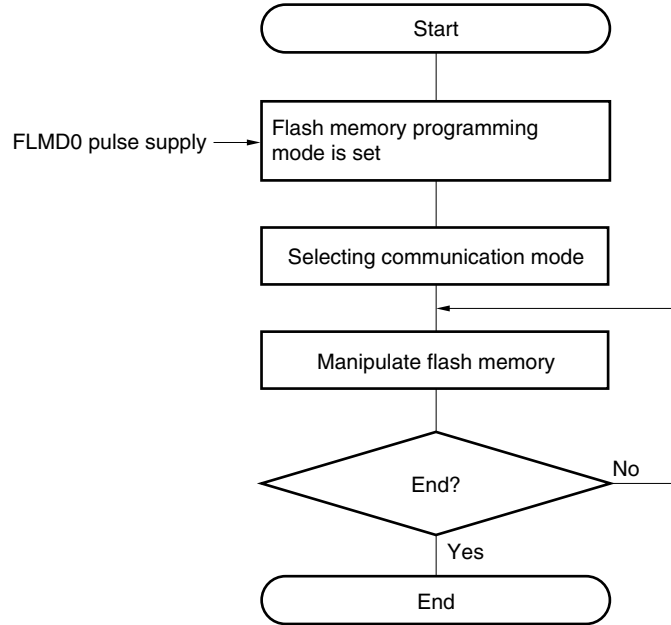 Start
FLMD0 pulse supply
Flash memory programming
mode is set
Selecting communication mode
Manipulate flash memory
End?
No
Yes
End